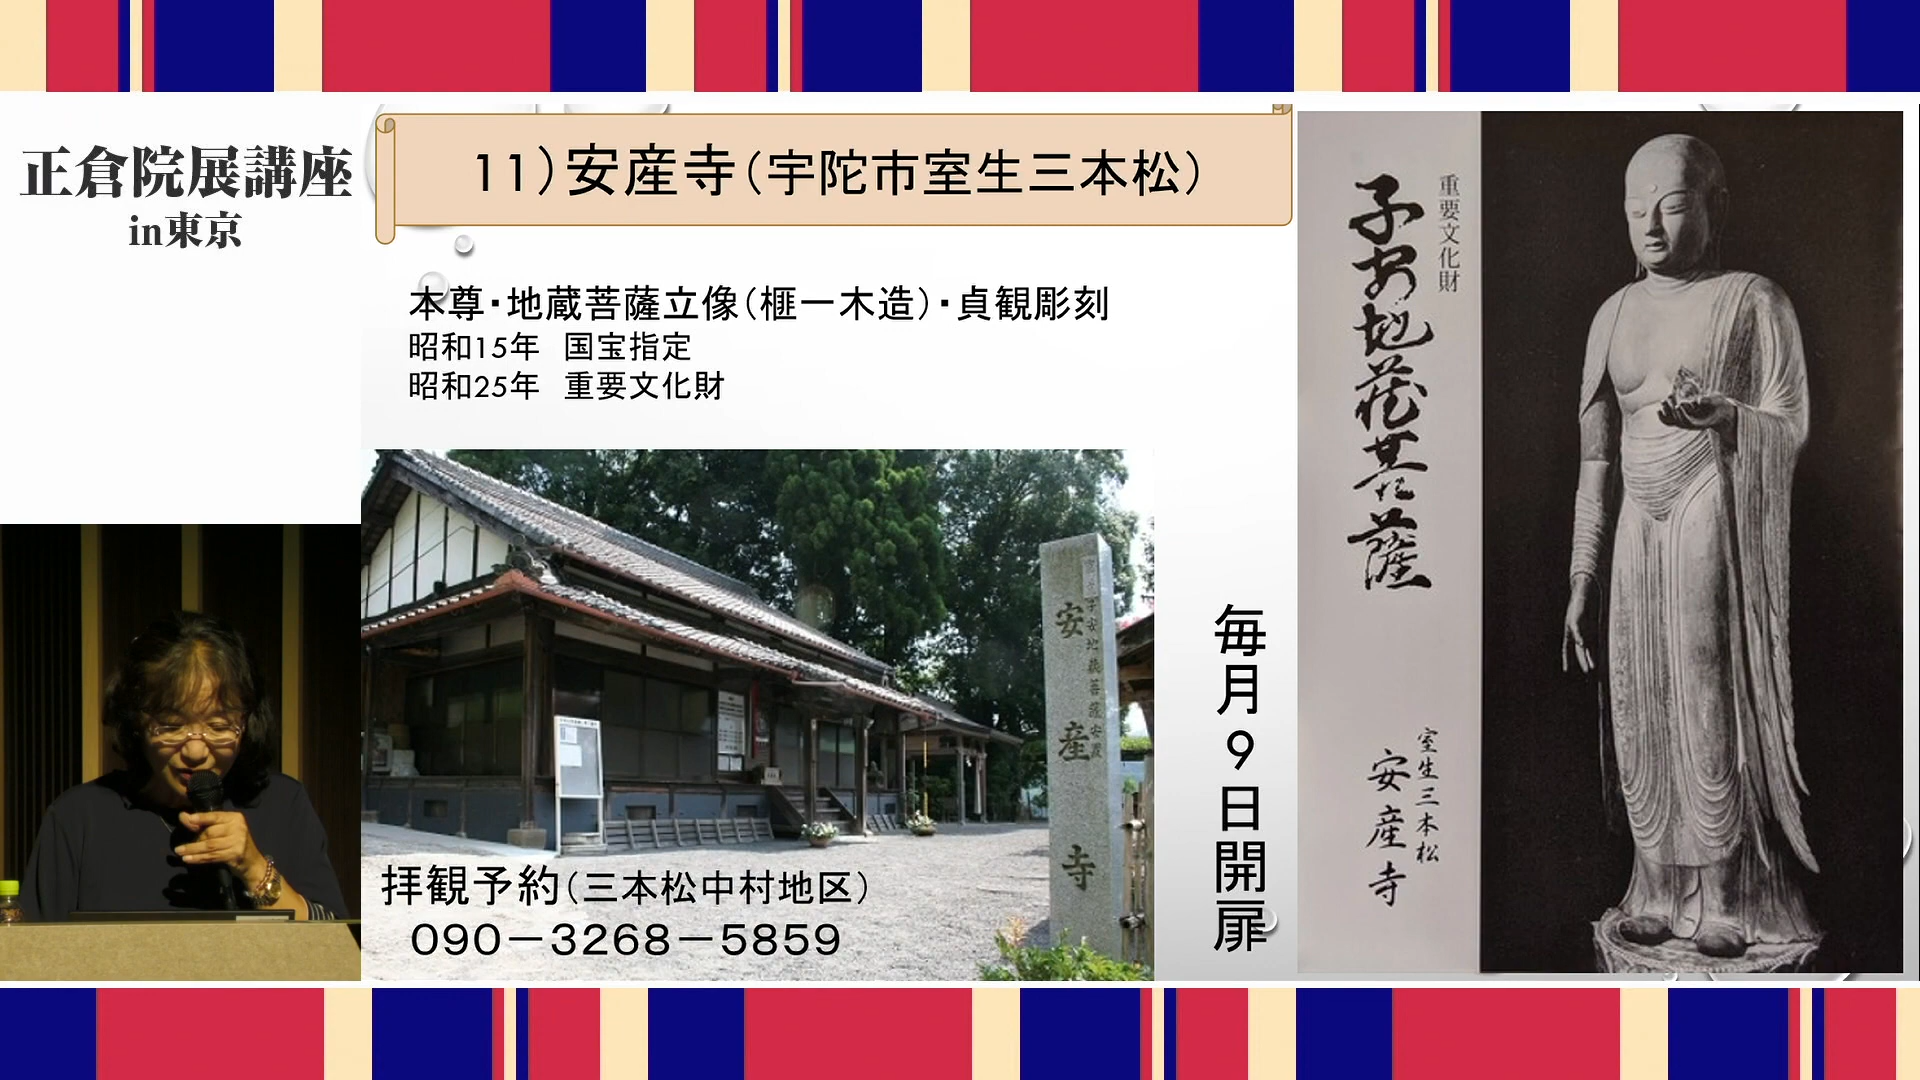 正倉院展講座
in東京
11）安産寺（宇陀市室生三本松）
本尊・地蔵菩薩立像（榧一木造）・貞観彫刻
昭和15年　国宝指定
昭和25年　重要文化財
安産寺
拝観予約（三本松中村地区）
090－3268－5859
毎月9日開扉
重要文化財
子安地蔵菩薩
室生三本松
安産寺